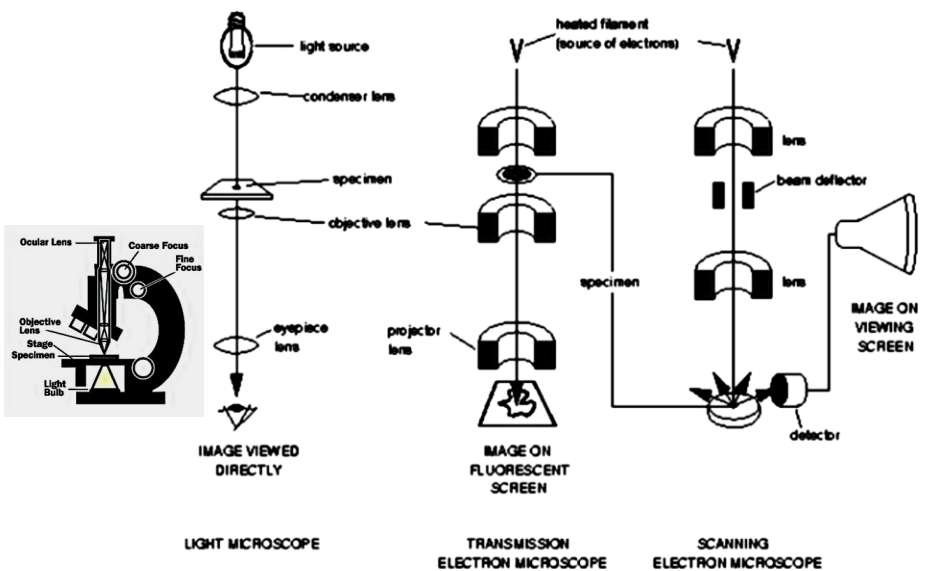 heated filament
(source of electrons)
light source
condenser lens
lens
specimen
beam deflector
objective lens
Ocular Lens
Coarse Focus
Fine
Focus
specimen
lens
IMAGE ON
VIEWING
SCREEN
Objective
Lens
Stage
Specimen
Light
Bulb
eyepiece
lens
projector
lens
detector
IMAGE VIEWED
DIRECTLY
IMAGE ON
FLUORESCENT
SCREEN
LIGHT MICROSCOPE
TRANSMISSION
ELECTRON MICROSCOPE
SCANNING
ELECTRON MICROSCOPE